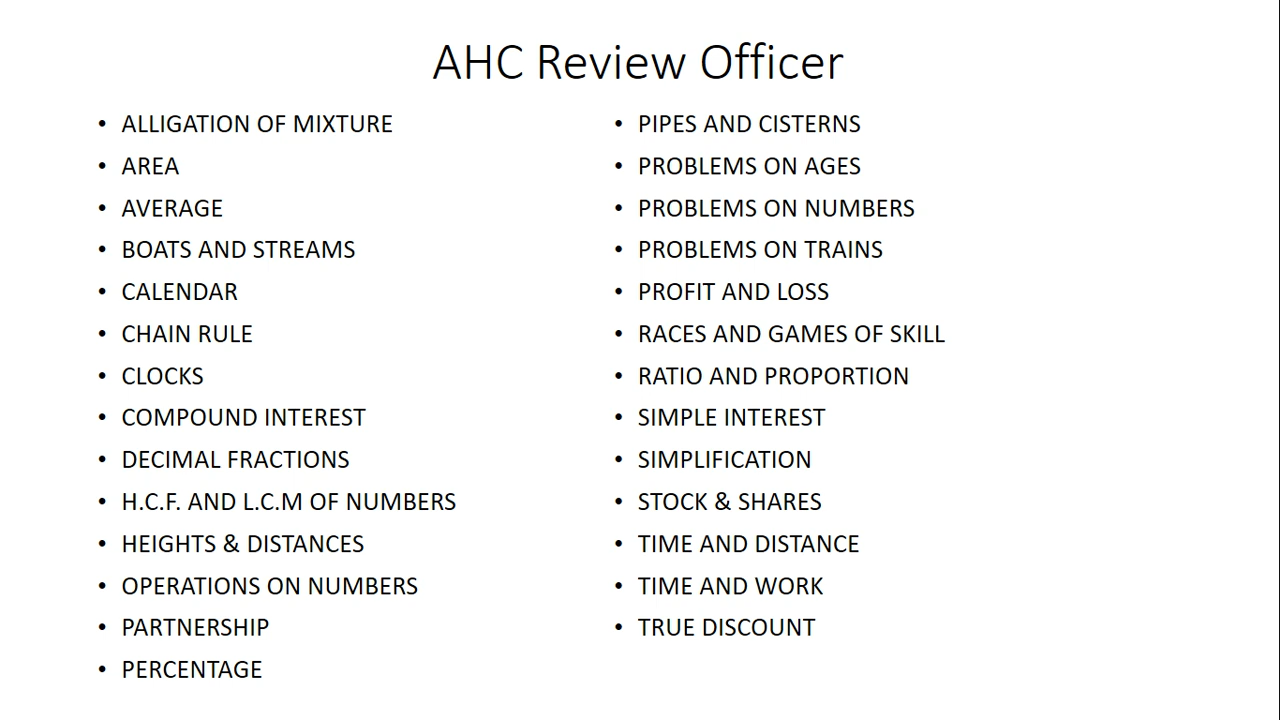 AHC Review Officer
• ALLIGATION OF MIXTURE
• AREA
• AVERAGE
• BOATS AND STREAMS
• CALENDAR
• CHAIN RULE
• CLOCKS
• COMPOUND INTEREST
• DECIMAL FRACTIONS
• H.C.F. AND L.C.M OF NUMBERS
• HEIGHTS & DISTANCES
• OPERATIONS ON NUMBERS
• PARTNERSHIP
• PERCENTAGE
• PIPES AND CISTERNS
• PROBLEMS ON AGES
• PROBLEMS ON NUMBERS
• PROBLEMS ON TRAINS
• PROFIT AND LOSS
• RACES AND GAMES OF SKILL
• RATIO AND PROPORTION
• SIMPLE INTEREST
• SIMPLIFICATION
• STOCK & SHARES
• TIME AND DISTANCE
• TIME AND WORK
• TRUE DISCOUNT